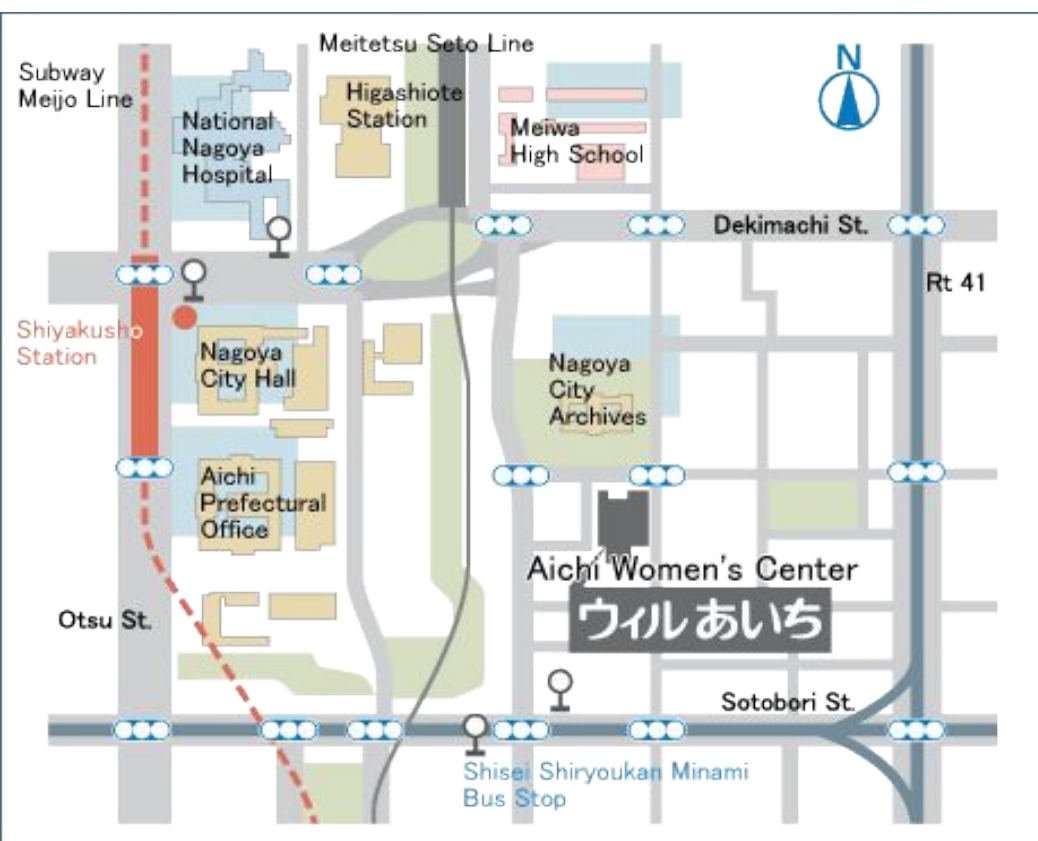 Meitetsu Seto Line
Subway
Meijo Line
National
Nagoya
Hospital
Higashiote
Station
Meiwa
High School
N
Dekimachi St.
Rt 41
Shiyakusho
Station
Nagoya
City Hall
Nagoya
City
Archives
Aichi
Prefectural
Office
Aichi Women's Center
ウィルあいち
Otsu St.
Sotobori St.
Shisei Shiryoukan Minami
Bus Stop